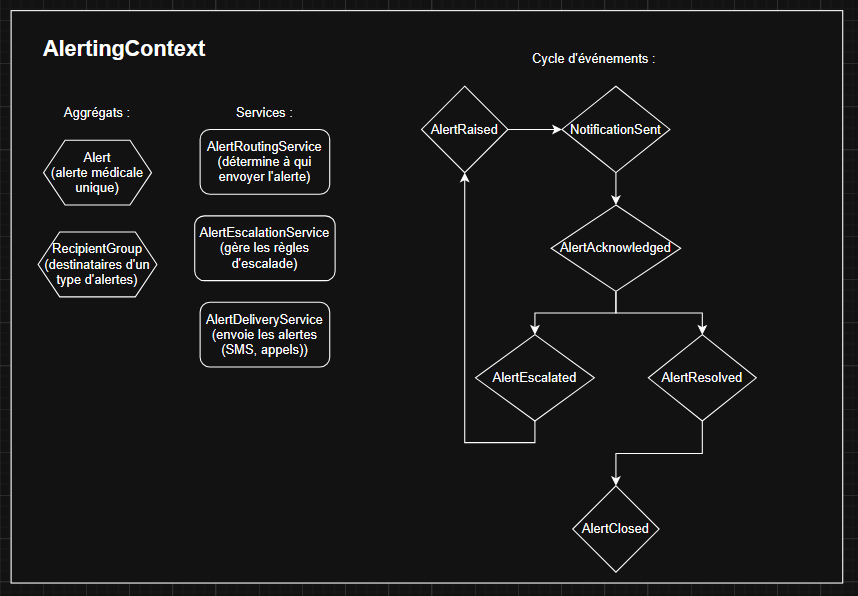 AlertingContext
Aggrégats :
Alert
(alerte médicale
unique)
RecipientGroup
(destinataires d'un
type d'alertes)
Services :
AlertRoutingService
(détermine à qui
envoyer l'alerte)
AlertEscalationService
(gère les règles
d'escalade)
AlertDeliveryService
(envoie les alertes
(SMS, appels))
Cycle d'événements :
AlertRaised
NotificationSent
AlertAcknowledged
AlertEscalated
AlertResolved
AlertClosed